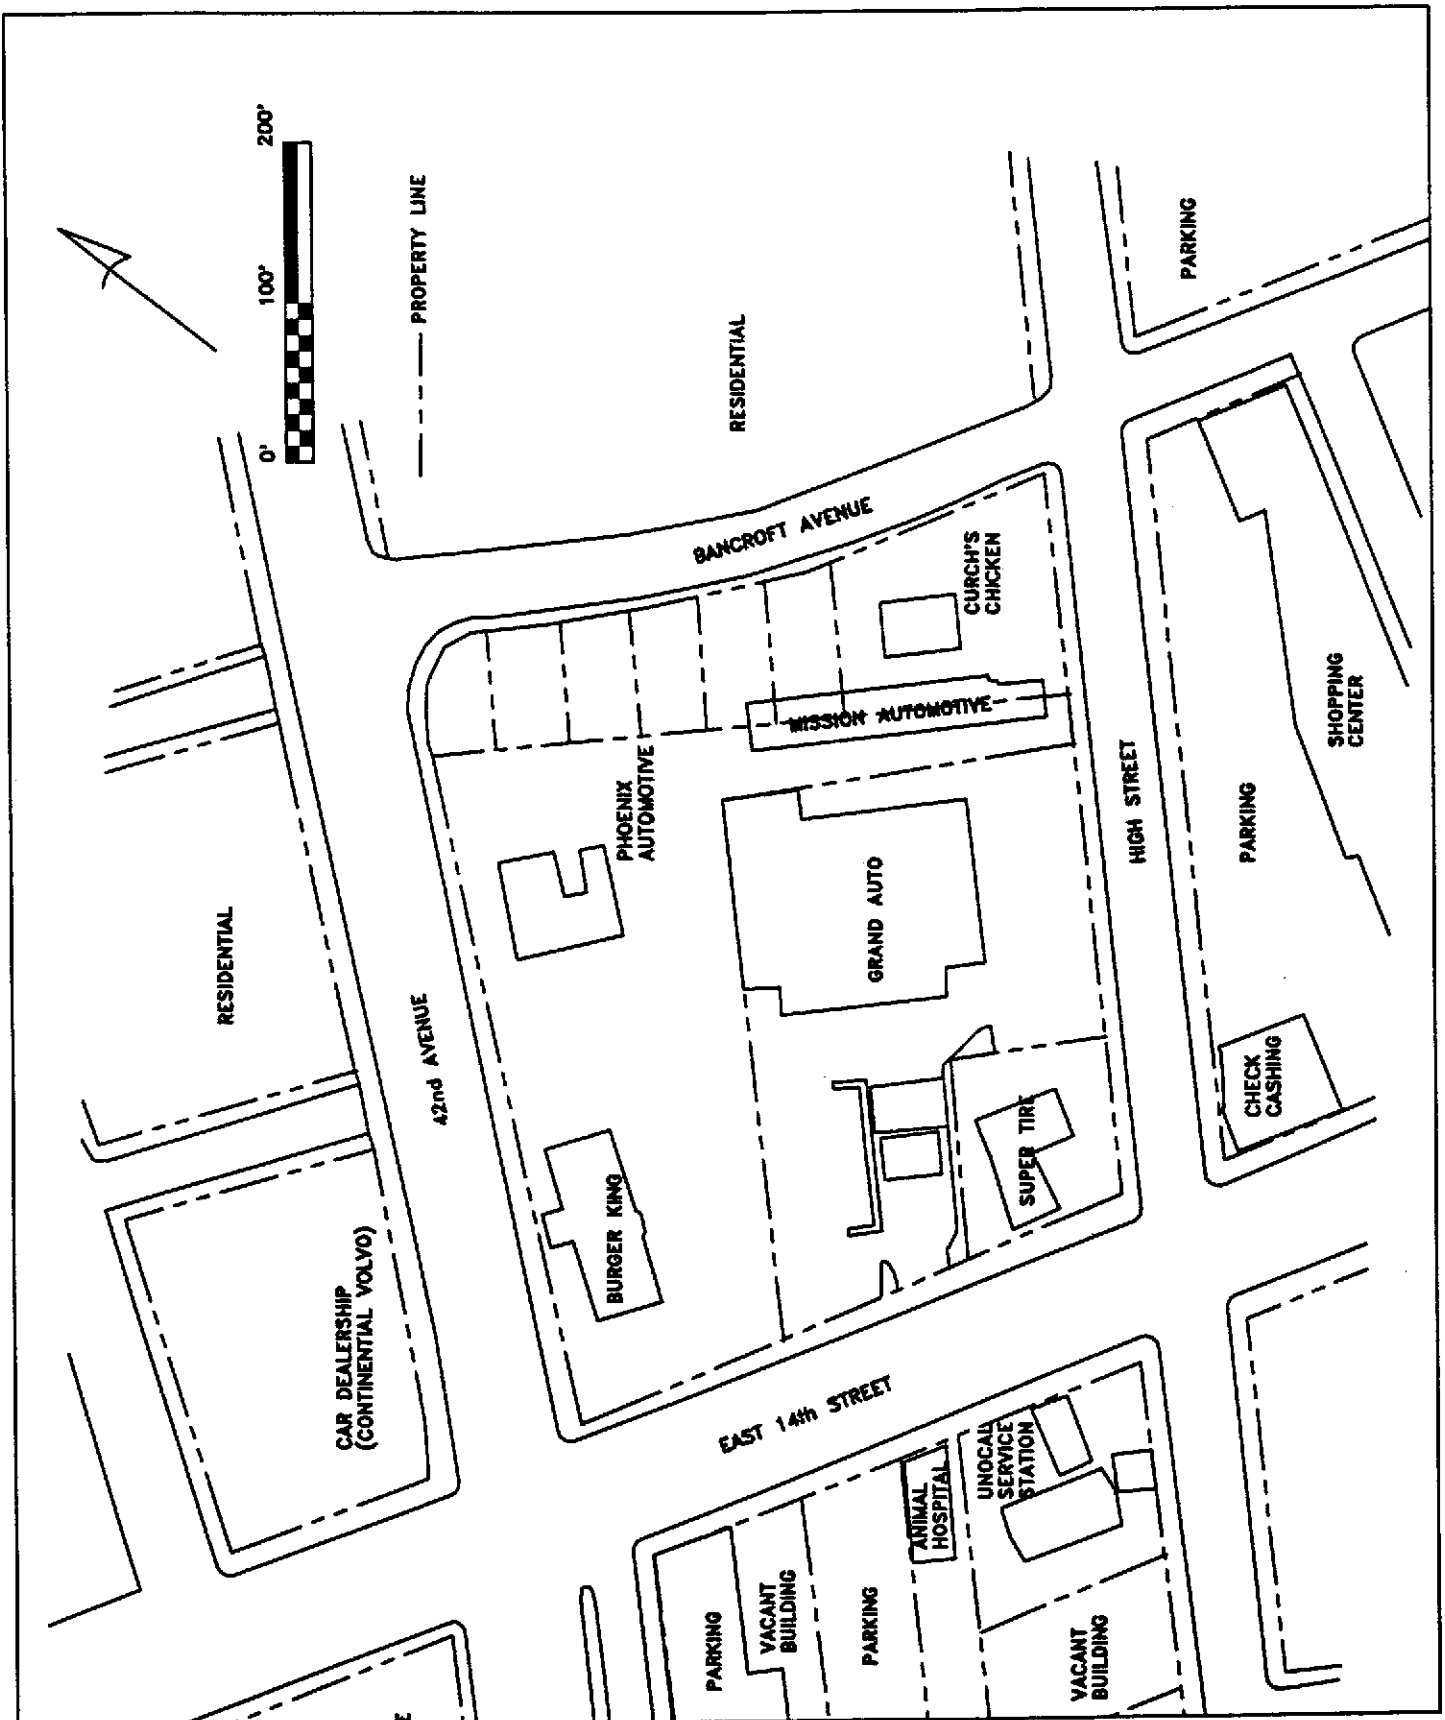 0'
100'
200'
PROPERTY LINE
RESIDENTIAL
PARKING
BANCROFT AVENUE
CURCH'S
CHICKEN
MISSION AUTOMOTIVE
PHOENIX
AUTOMOTIVE
GRAND AUTO
HIGH STREET
SHOPPING
CENTER
PARKING
RESIDENTIAL
42nd AVENUE
CHECK
CASHING
SUPER TIRE
BURGER KING
CAR DEALERSHIP
(CONTINENTIAL VOLVO)
EAST 14th STREET
UNOCAL
SERVICE
STATION
ANIMAL
HOSPITAL
PARKING
VACANT
BUILDING
PARKING
VACANT
BUILDING